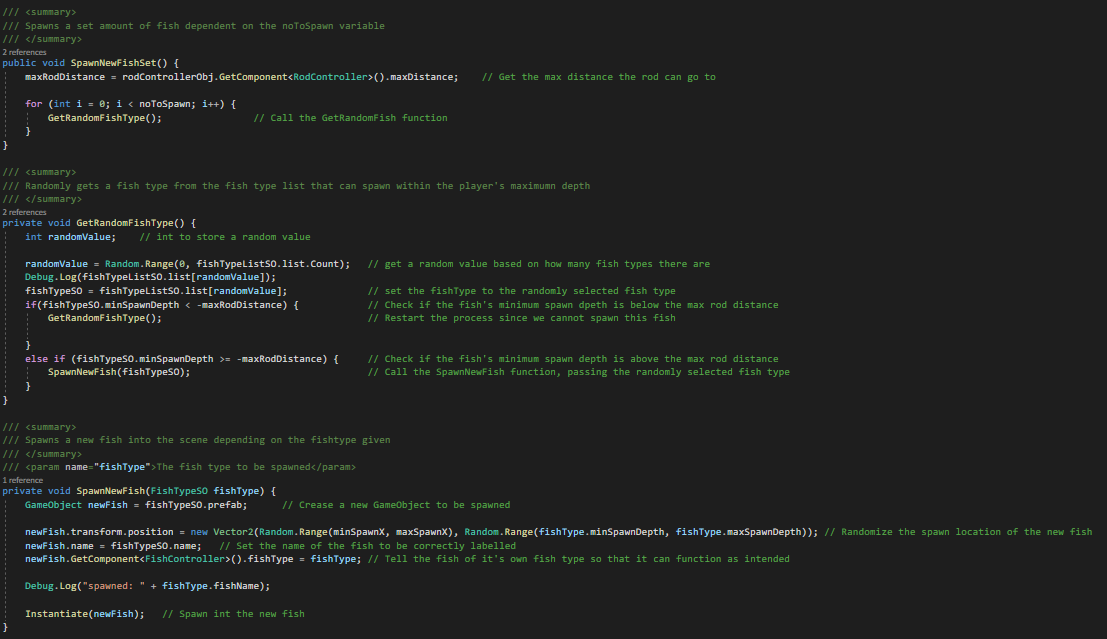 /// <summary>
/// Spawns a set amount of fish dependent on the noToSpawn variable
/// </summary>
2 references
public void SpawnNewFishSet() {
    maxRodDistance = rodControllerObj.GetComponent<RodController>().maxDistance;    // Get the max distance the rod can go to

    for (int i = 0; i < noToSpawn; i++) {
        GetRandomFishType();                // Call the GetRandomFish function
    }
}

/// <summary>
/// Randomly gets a fish type from the fish type list that can spawn within the player's maximumn depth
/// </summary>
2 references
private void GetRandomFishType() {
    int randomValue;    // int to store a random value

    randomValue = Random.Range(0, fishTypeListSO.list.Count);   // get a random value based on how many fish types there are
    Debug.Log(fishTypeListSO.list[randomValue]);
    fishTypeSO = fishTypeListSO.list[randomValue];              // set the fishType to the randomly selected fish type
    if(fishTypeSO.minSpawnDepth < -maxRodDistance) {            // Check if the fish's minimum spawn dpeth is below the max rod distance
        GetRandomFishType();                                    // Restart the process since we cannot spawn this fish

    }
    else if (fishTypeSO.minSpawnDepth >= -maxRodDistance) {     // Check if the fish's minimum spawn depth is above the max rod distance
        SpawnNewFish(fishTypeSO);                               // Call the SpawnNewFish function, passing the randomly selected fish type
    }
}

/// <summary>
/// Spawns a new fish into the scene depending on the fishtype given
/// </summary>
/// <param name="fishType">The fish type to be spawned</param>
1 reference
private void SpawnNewFish(FishTypeSO fishType) {
    GameObject newFish = fishTypeSO.prefab;      // Crease a new GameObject to be spawned

    newFish.transform.position = new Vector2(Random.Range(minSpawnX, maxSpawnX), Random.Range(fishType.minSpawnDepth, fishType.maxSpawnDepth)); // Randomize the spawn location of the new fish
    newFish.name = fishTypeSO.name;   // Set the name of the fish to be correctly labelled
    newFish.GetComponent<FishController>().fishType = fishType; // Tell the fish of it's own fish type so that it can function as intended

    Debug.Log("spawned: " + fishType.fishName);

    Instantiate(newFish);   // Spawn int the new fish
}